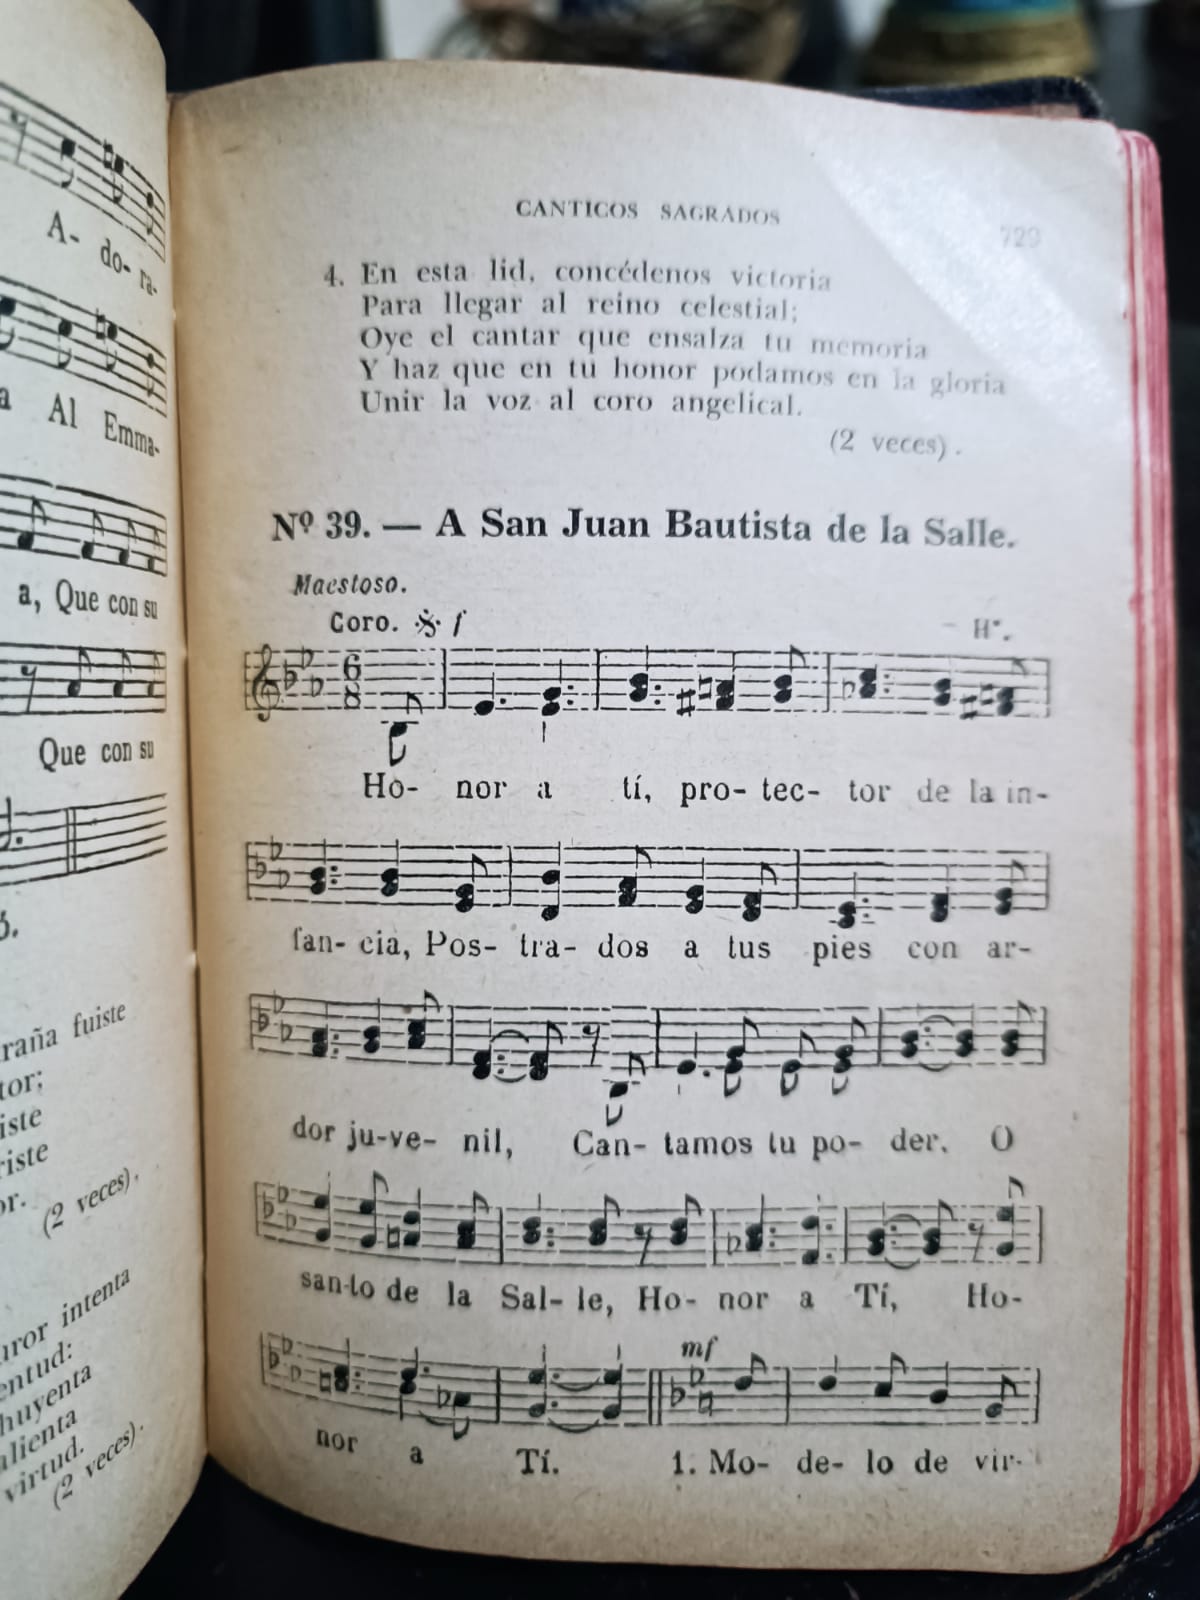 A- do- ra-
a Al Emma-
a, Que con su
Que con su
raña fuiste
tor;
iste
riste
or.
(2 veces).
uror intenta
entud:
huyenta
alienta
virtud.
(2 veces).
CANTICOS SAGRADOS
729
4. En esta lid, concédenos victoria
Para llegar al reino celestial;
Oye el cantar que ensalza tu memoria
Y haz que en tu honor podamos en la gloria
Unir la voz al coro angelical.
(2 veces).
Nº 39. — A San Juan Bautista de la Salle.
Maestoso.
Coro. f
Hº.
6
8
Ho- nor a tí, pro- tec- tor de la in-
fan- cia, Pos- tra- dos a tus pies con ar-
dor ju-ve- nil, Can- tamos tu po- der. O
san-to de la Sal- le, Ho- nor a Tí, Ho-
mf
nor a Tí. 1. Mo- de- lo de vir-